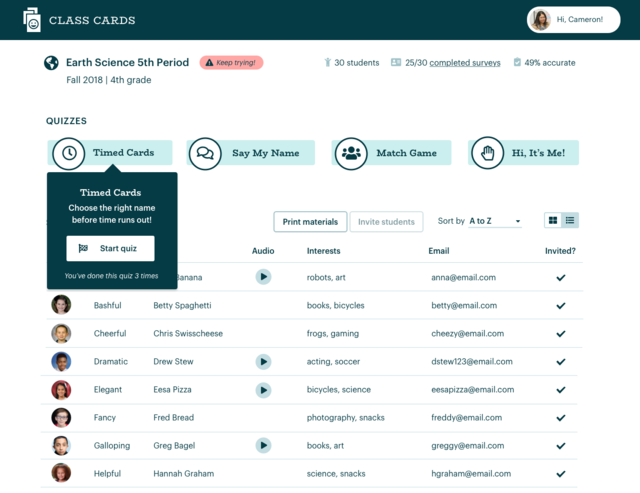 CLASS CARDS
Hi, Cameron!
Earth Science 5th Period
Keep trying!
30 students
25/30 completed surveys
49% accurate
Fall 2018 | 4th grade
QUIZZES
Timed Cards
Say My Name
Match Game
Hi, It's Me!
Timed Cards
Choose the right name
before time runs out!
Start quiz
You've done this quiz 3 times
Print materials
Invite students
Sort by A to Z
Audio Interests Email Invited?
anana robots, art anna@email.com
Bashful Betty Spaghetti books, bicycles betty@email.com
Cheerful Chris Swisscheese frogs, gaming cheezy@email.com
Dramatic Drew Stew acting, soccer dstew123@email.com
Elegant Eesa Pizza bicycles, science eesapizza@email.com
Fancy Fred Bread photography, snacks freddy@email.com
Galloping Greg Bagel books, art greggy@email.com
Helpful Hannah Graham science, snacks hgraham@email.com